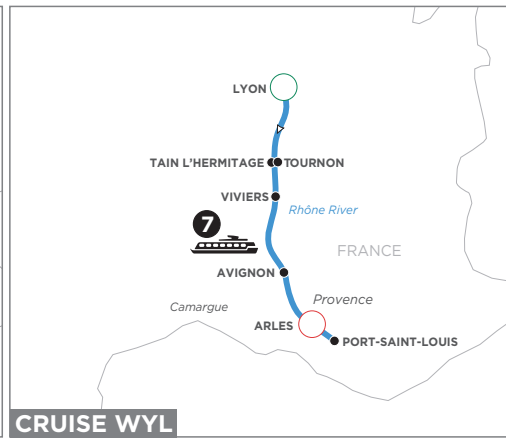 LYON
TAIN L'HERMITAGE TOURNON
VIVIERS
Rhône River
7
FRANCE
AVIGNON
Camargue
Provence
ARLES
PORT-SAINT-LOUIS
CRUISE WYL